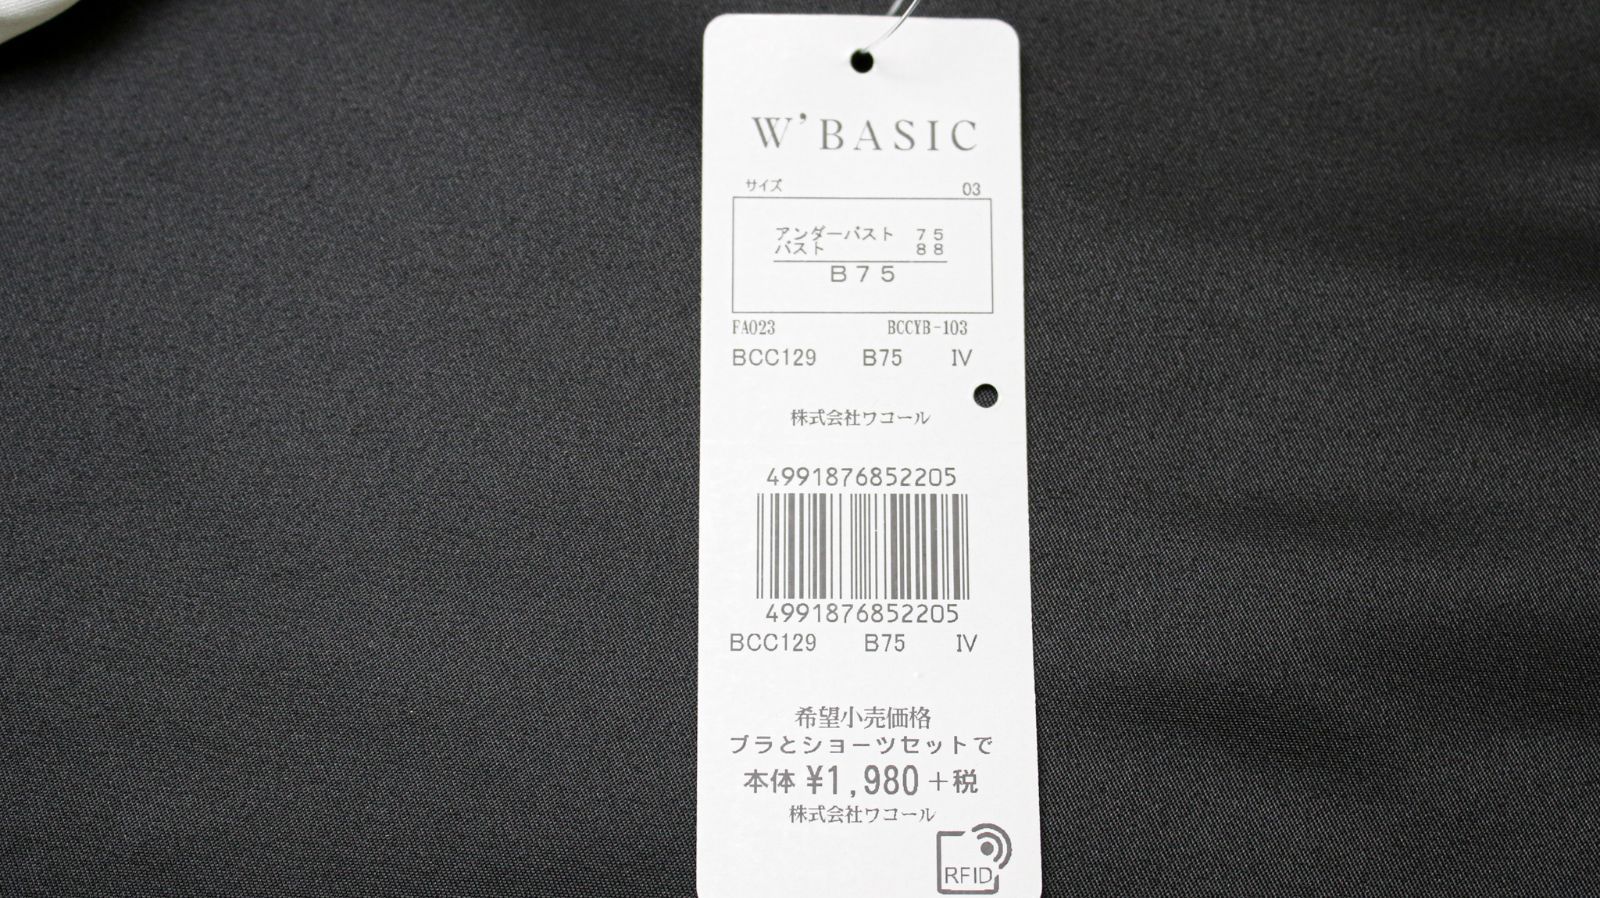 W'BASIC
サイズ 03
アンダーバスト 75
バスト 88
B75
FA023 BCCYB-103
BCC129 B75 IV
株式会社ワコール
4991876852205
4991876852205
BCC129 B75 IV
希望小売価格
ブラとショーツセットで
本体 ¥1,980+税
株式会社ワコール
RFID